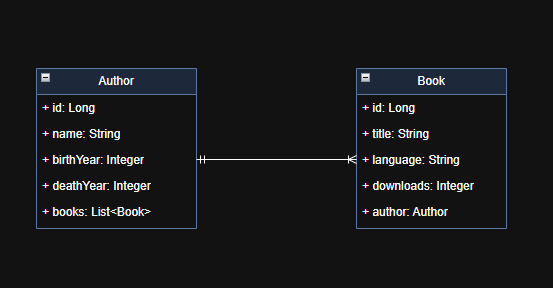 Author
+ id: Long
+ name: String
+ birthYear: Integer
+ deathYear: Integer
+ books: List<Book>
Book
+ id: Long
+ title: String
+ language: String
+ downloads: Integer
+ author: Author